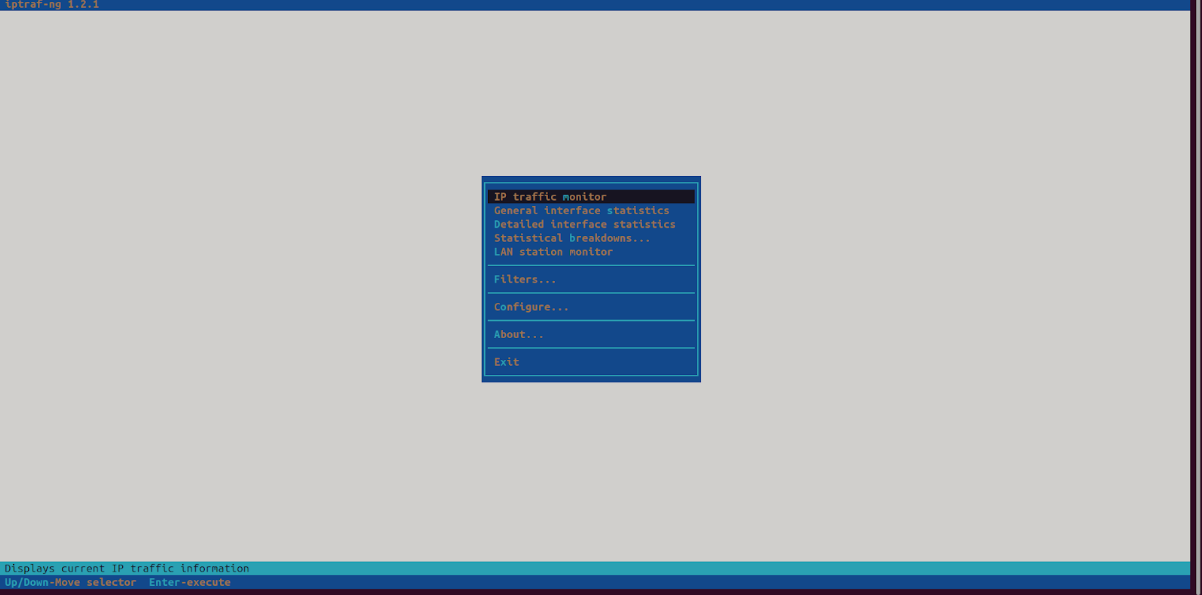 iptraf-ng 1.2.1
IP traffic monitor
General interface statistics
Detailed interface statistics
Statistical breakdowns...
LAN station monitor
Filters...
Configure...
About...
Exit
Displays current IP traffic information
Up/Down-Move selector  Enter-execute